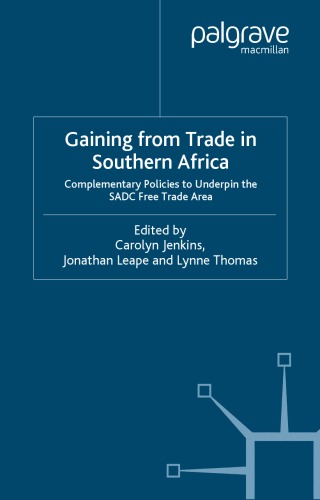 palgrave
macmillan
Gaining from Trade in
Southern Africa
Complementary Policies to Underpin the
SADC Free Trade Area
Edited by
Carolyn Jenkins,
Jonathan Leape and Lynne Thomas